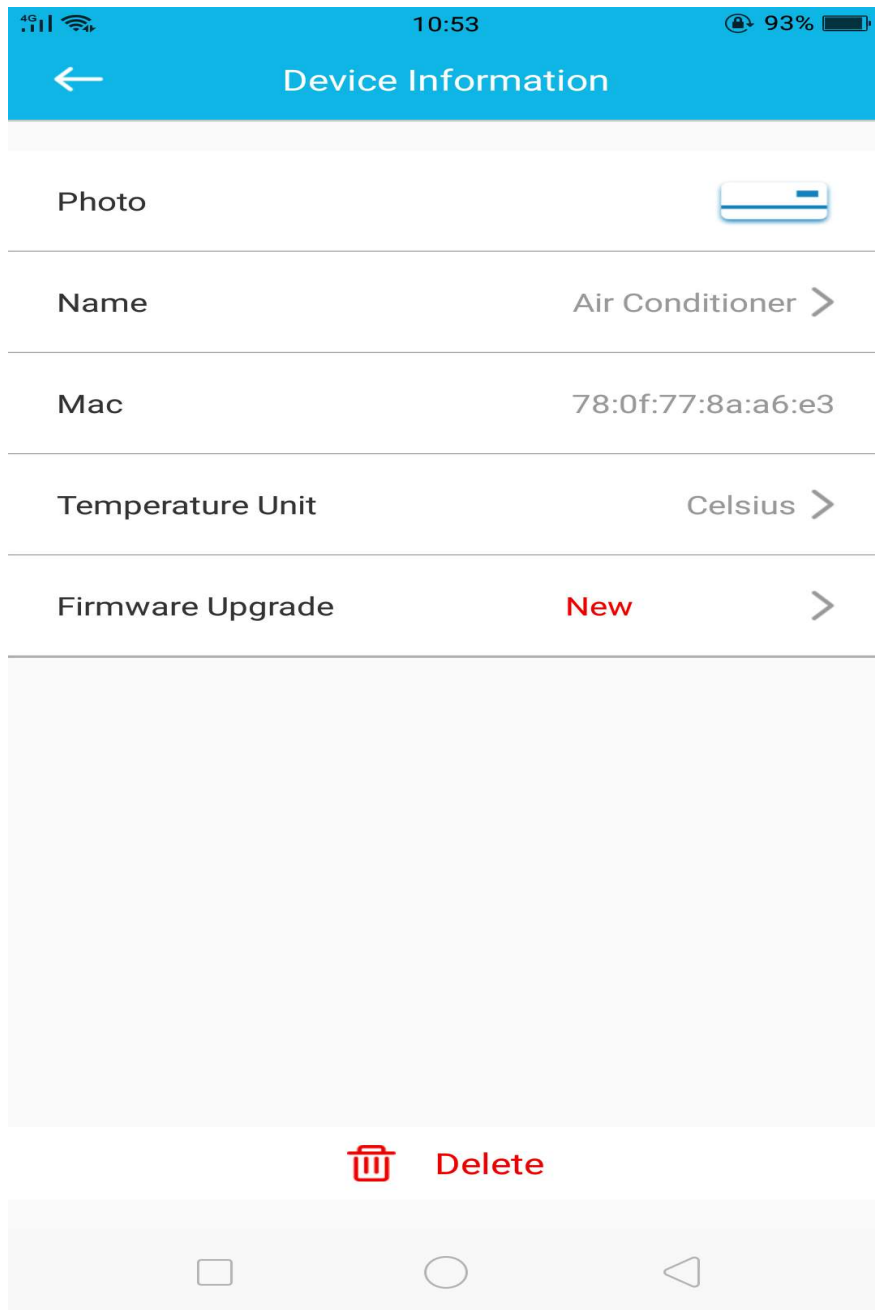 4G 10:53 93%
Device Information
Photo
Name Air Conditioner
Mac 78:0f:77:8a:a6:e3
Temperature Unit Celsius
Firmware Upgrade New
Delete